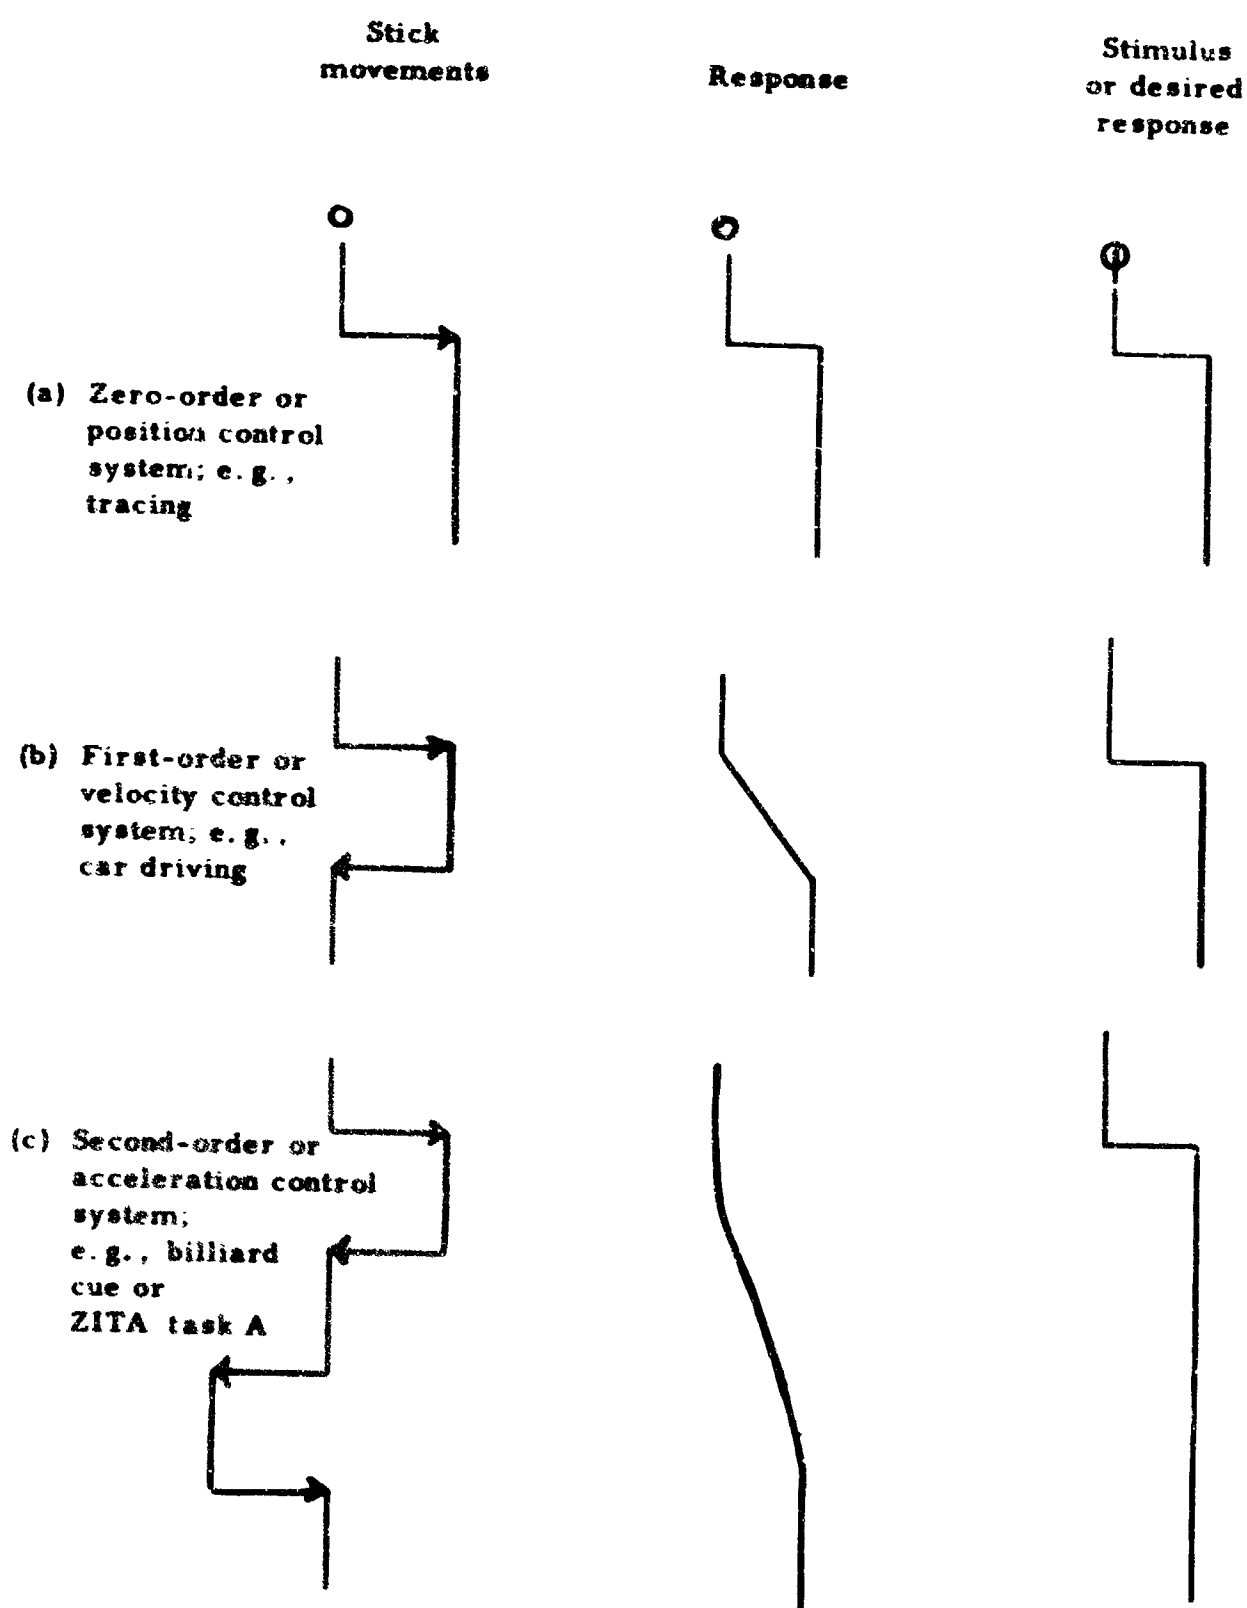 Stick
movements
Response
Stimulus
or desired
response
(a) Zero-order or
position control
system; e.g.,
tracing
(b) First-order or
velocity control
system; e.g.,
car driving
(c) Second-order or
acceleration control
system;
e.g., billiard
cue or
ZITA task A